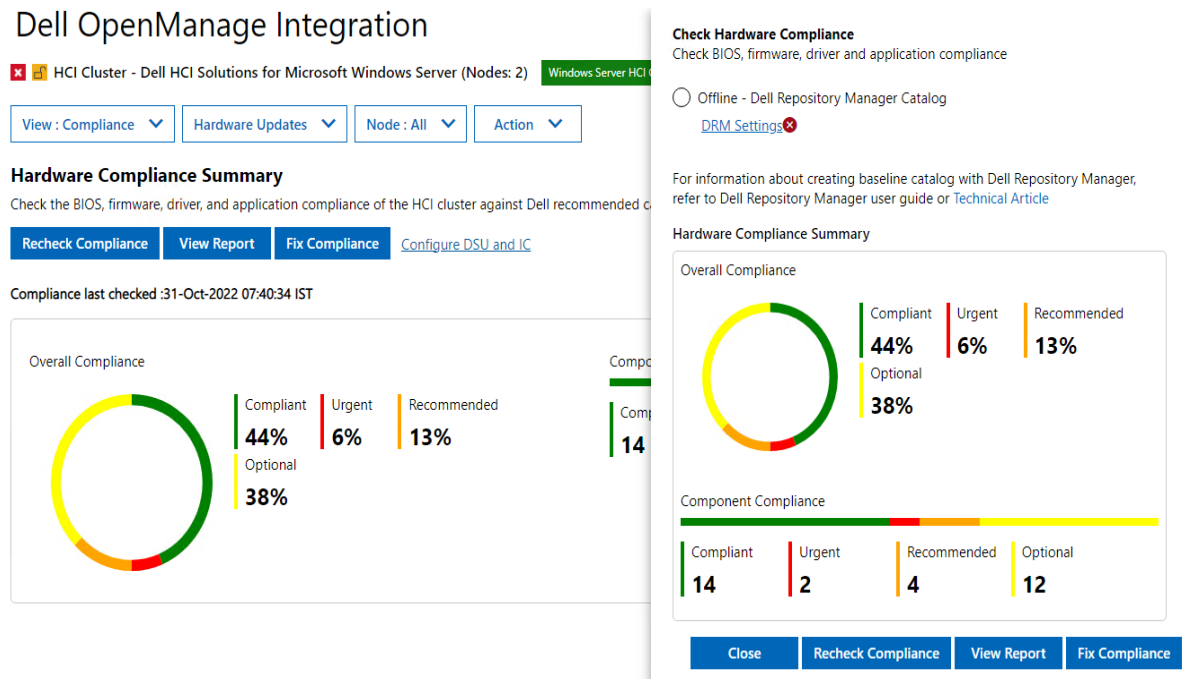 Dell OpenManage Integration
HCI Cluster - Dell HCI Solutions for Microsoft Windows Server (Nodes: 2)
Windows Server HCI
View : Compliance
Hardware Updates
Node : All
Action
Hardware Compliance Summary
Check the BIOS, firmware, driver, and application compliance of the HCI cluster against Dell recommended
Recheck Compliance
View Report
Fix Compliance
Configure DSU and IC
Compliance last checked :31-Oct-2022 07:40:34 IST
Overall Compliance
Compliant
Urgent
Recommended
44%
6%
13%
Optional
38%
Compo
Comp
14
Check Hardware Compliance
Check BIOS, firmware, driver and application compliance
Offline - Dell Repository Manager Catalog
DRM Settings
For information about creating baseline catalog with Dell Repository Manager,
refer to Dell Repository Manager user guide or Technical Article
Hardware Compliance Summary
Overall Compliance
Compliant
Urgent
Recommended
44%
6%
13%
Optional
38%
Component Compliance
Compliant
Urgent
Recommended
Optional
14
2
4
12
Close
Recheck Compliance
View Report
Fix Compliance